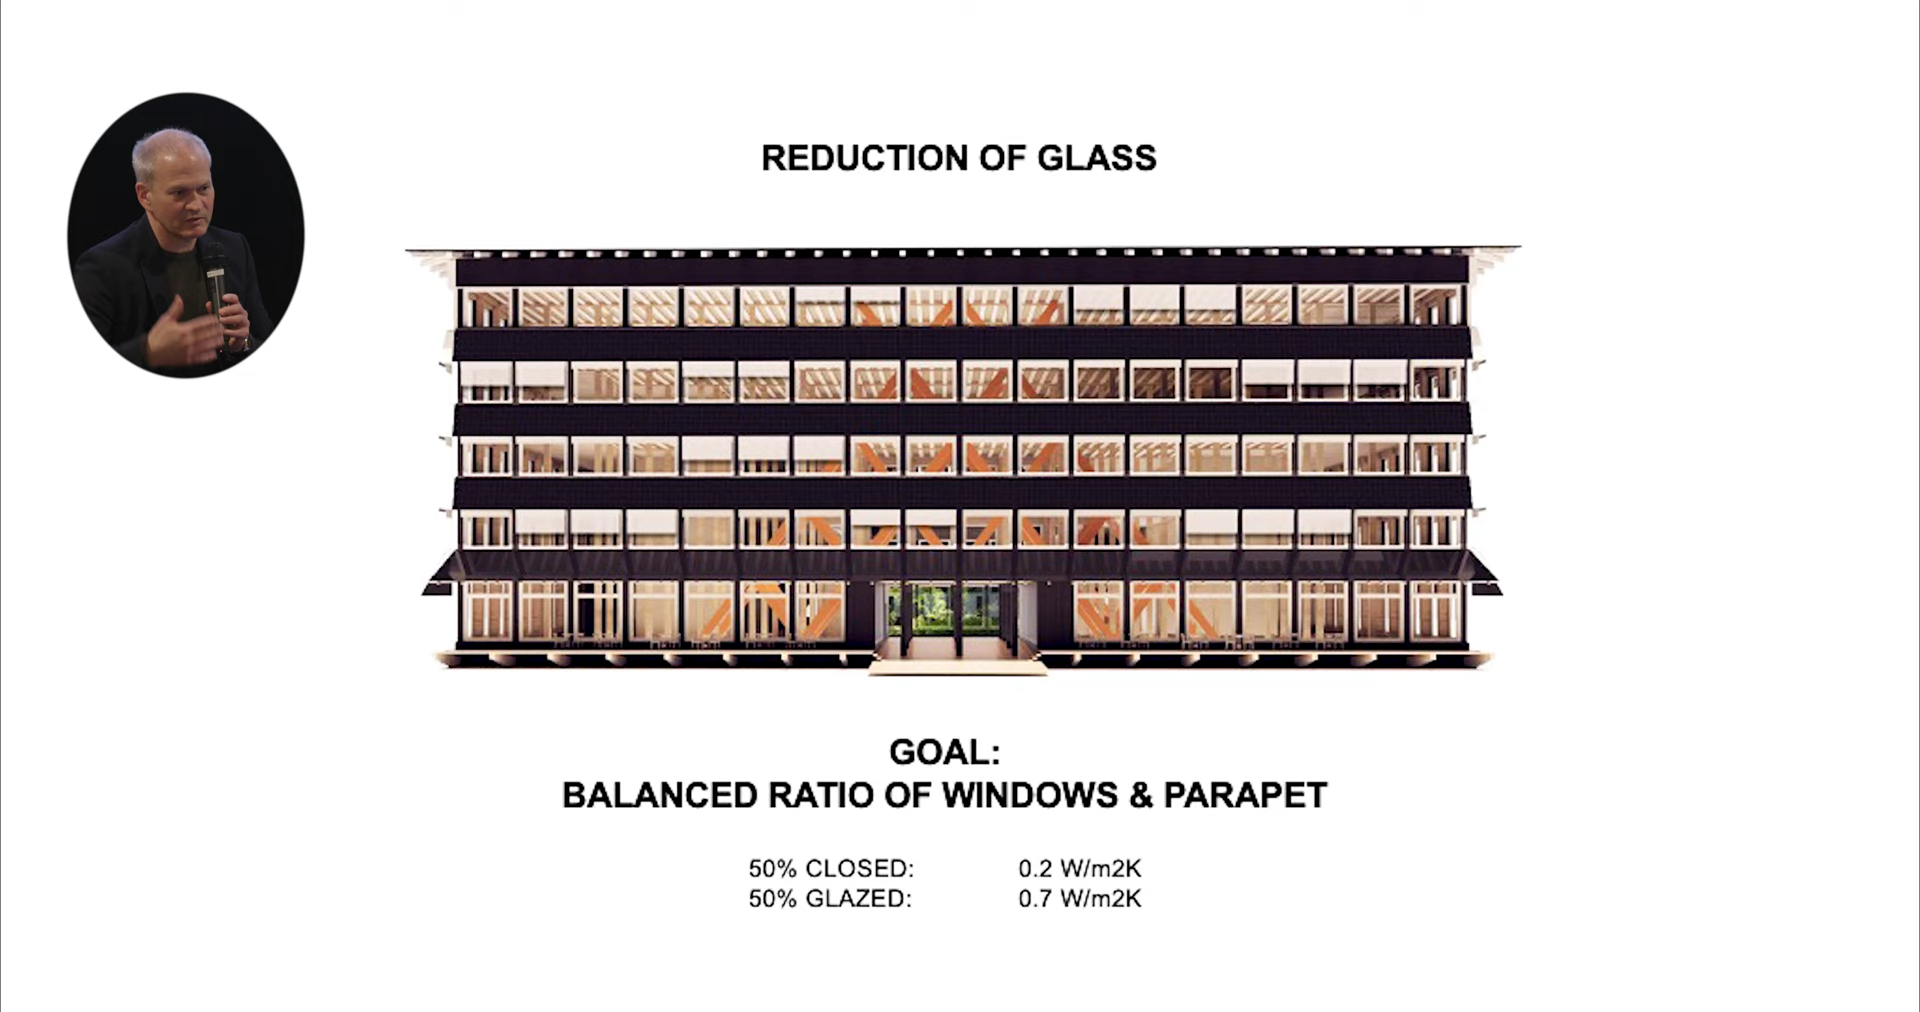 REDUCTION OF GLASS
GOAL:
BALANCED RATIO OF WINDOWS & PARAPET
50% CLOSED: 0.2 W/m2K
50% GLAZED: 0.7 W/m2K